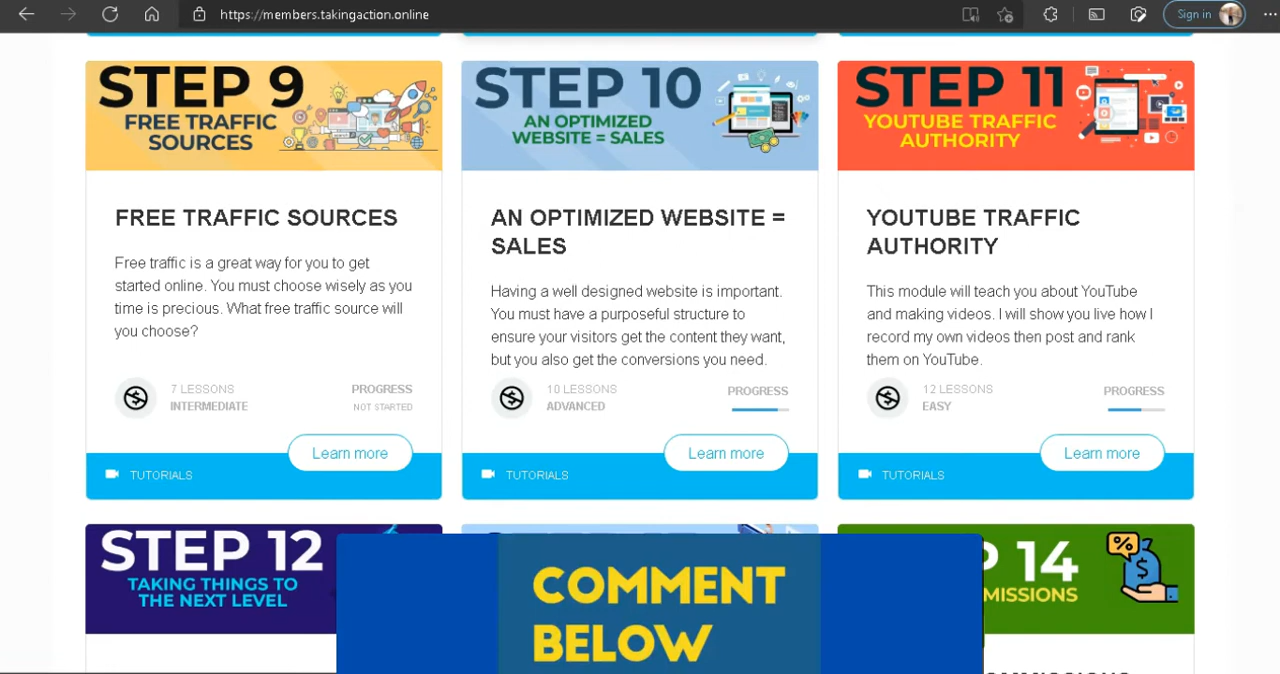 https://members.takingaction.online
Sign in
STEP 9
FREE TRAFFIC
SOURCES
STEP 10
AN OPTIMIZED
WEBSITE = SALES
STEP 11
YOUTUBE TRAFFIC
AUTHORITY
FREE TRAFFIC SOURCES
Free traffic is a great way for you to get
started online. You must choose wisely as you
time is precious. What free traffic source will
you choose?
7 LESSONS
INTERMEDIATE
PROGRESS
NOT STARTED
Learn more
TUTORIALS
AN OPTIMIZED WEBSITE =
SALES
Having a well designed website is important.
You must have a purposeful structure to
ensure your visitors get the content they want,
but you also get the conversions you need.
10 LESSONS
ADVANCED
PROGRESS
Learn more
TUTORIALS
YOUTUBE TRAFFIC
AUTHORITY
This module will teach you about YouTube
and making videos. I will show you live how I
record my own videos then post and rank
them on YouTube.
12 LESSONS
EASY
PROGRESS
Learn more
TUTORIALS
STEP 12
TAKING THINGS TO
THE NEXT LEVEL
P 14
MISSIONS
%
$
COMMENT
BELOW